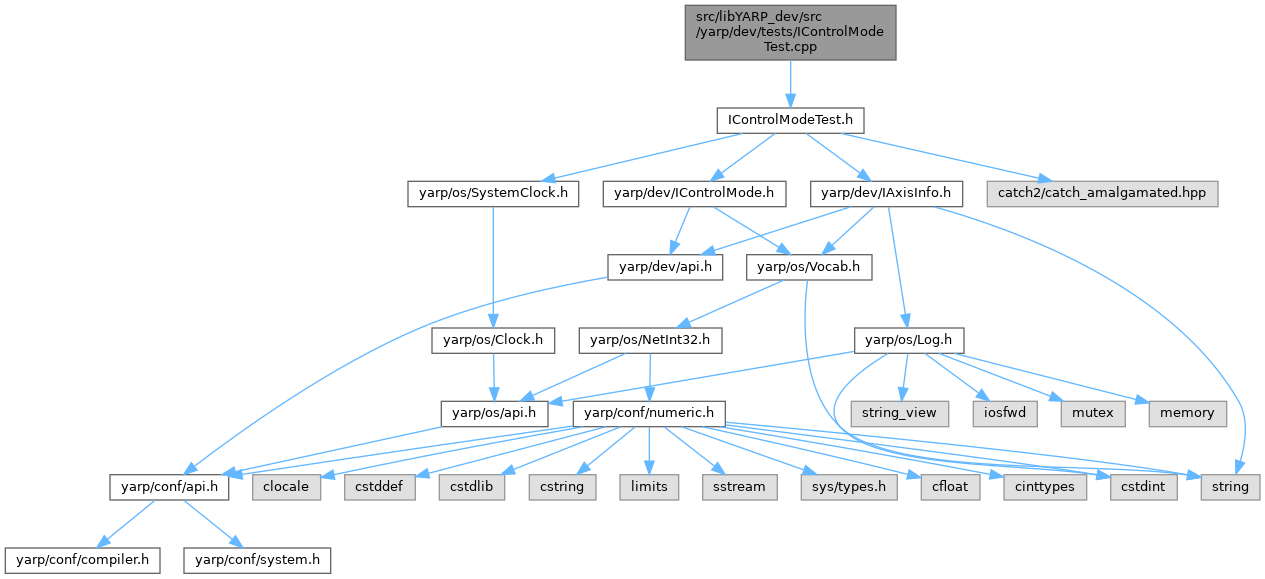 src/libYARP_dev/src
/yarp/dev/tests/IControlMode
Test.cpp
IControlModeTest.h
yarp/os/SystemClock.h
yarp/dev/IControlMode.h
yarp/dev/IAxisInfo.h
catch2/catch_amalgamated.hpp
yarp/dev/api.h
yarp/os/Vocab.h
yarp/os/Clock.h
yarp/os/NetInt32.h
yarp/os/Log.h
yarp/os/api.h
yarp/conf/numeric.h
string_view
iosfwd
mutex
memory
yarp/conf/api.h
clocale
cstddef
cstdlib
cstring
limits
sstream
sys/types.h
cfloat
cinttypes
cstdint
string
yarp/conf/compiler.h
yarp/conf/system.h